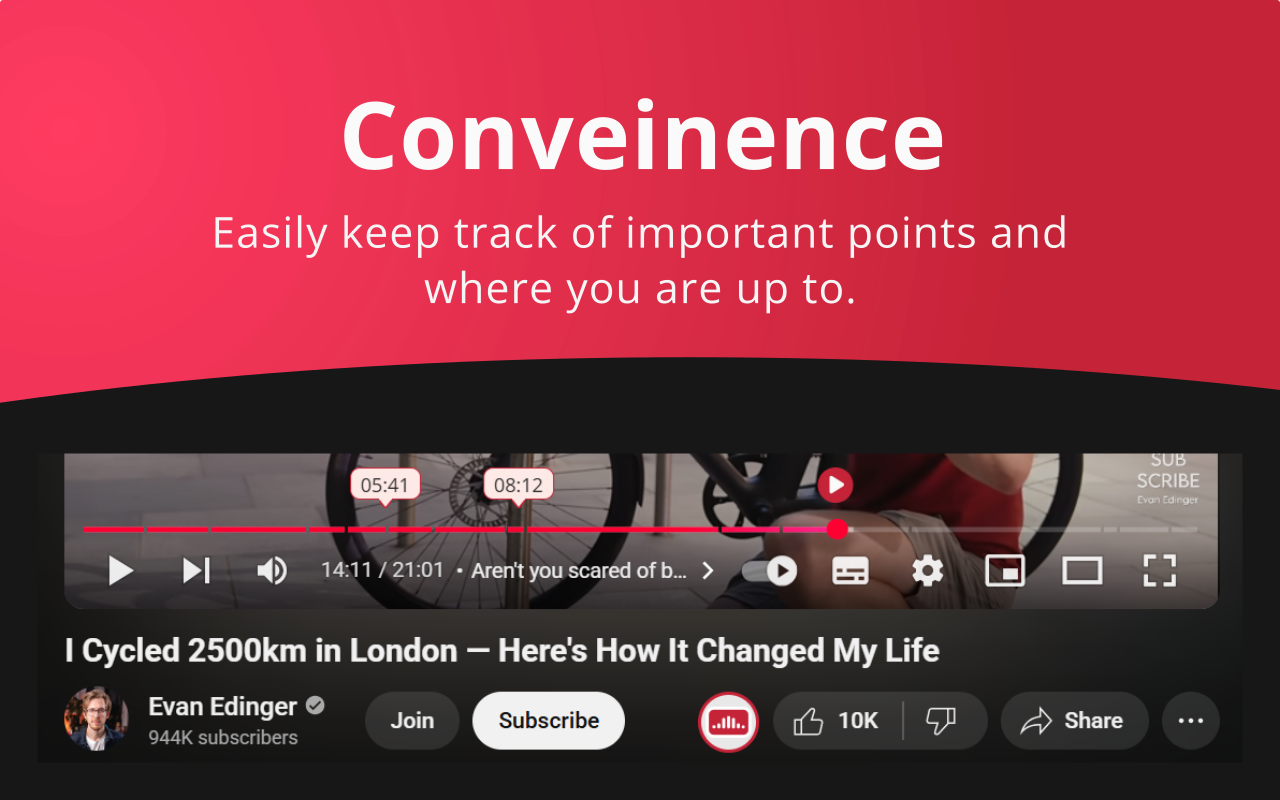 Conveinence
Easily keep track of important points and
where you are up to.
SUB
SCRIBE
Evan Edinger
05:41
08:12
14:11 / 21:01 • Aren't you scared of b...
I Cycled 2500km in London — Here's How It Changed My Life
Evan Edinger
944K subscribers
Join
Subscribe
10K
Share